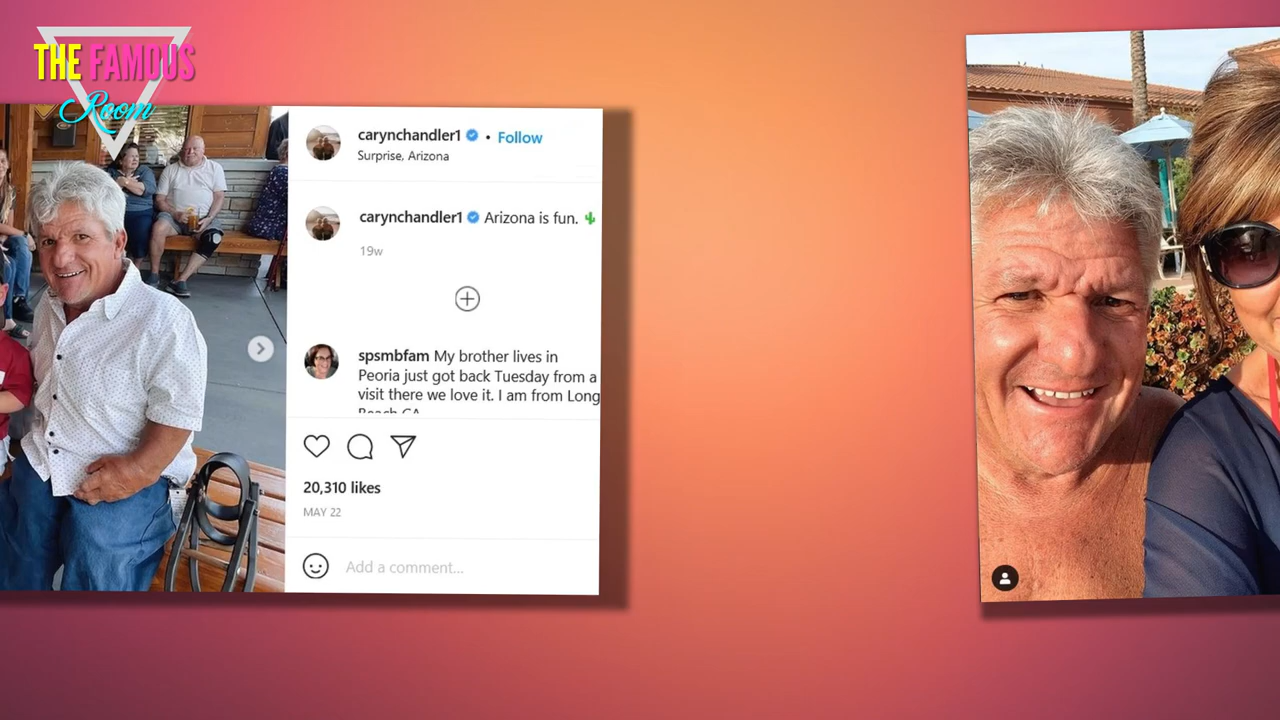 THE FAMOUS
Room
carynchandler1 • Follow
Surprise, Arizona
carynchandler1 Arizona is fun.
19w
spsmbfam My brother lives in
Peoria just got back Tuesday from a
visit there we love it. I am from Long
Beach CA
20,310 likes
MAY 22
Add a comment...